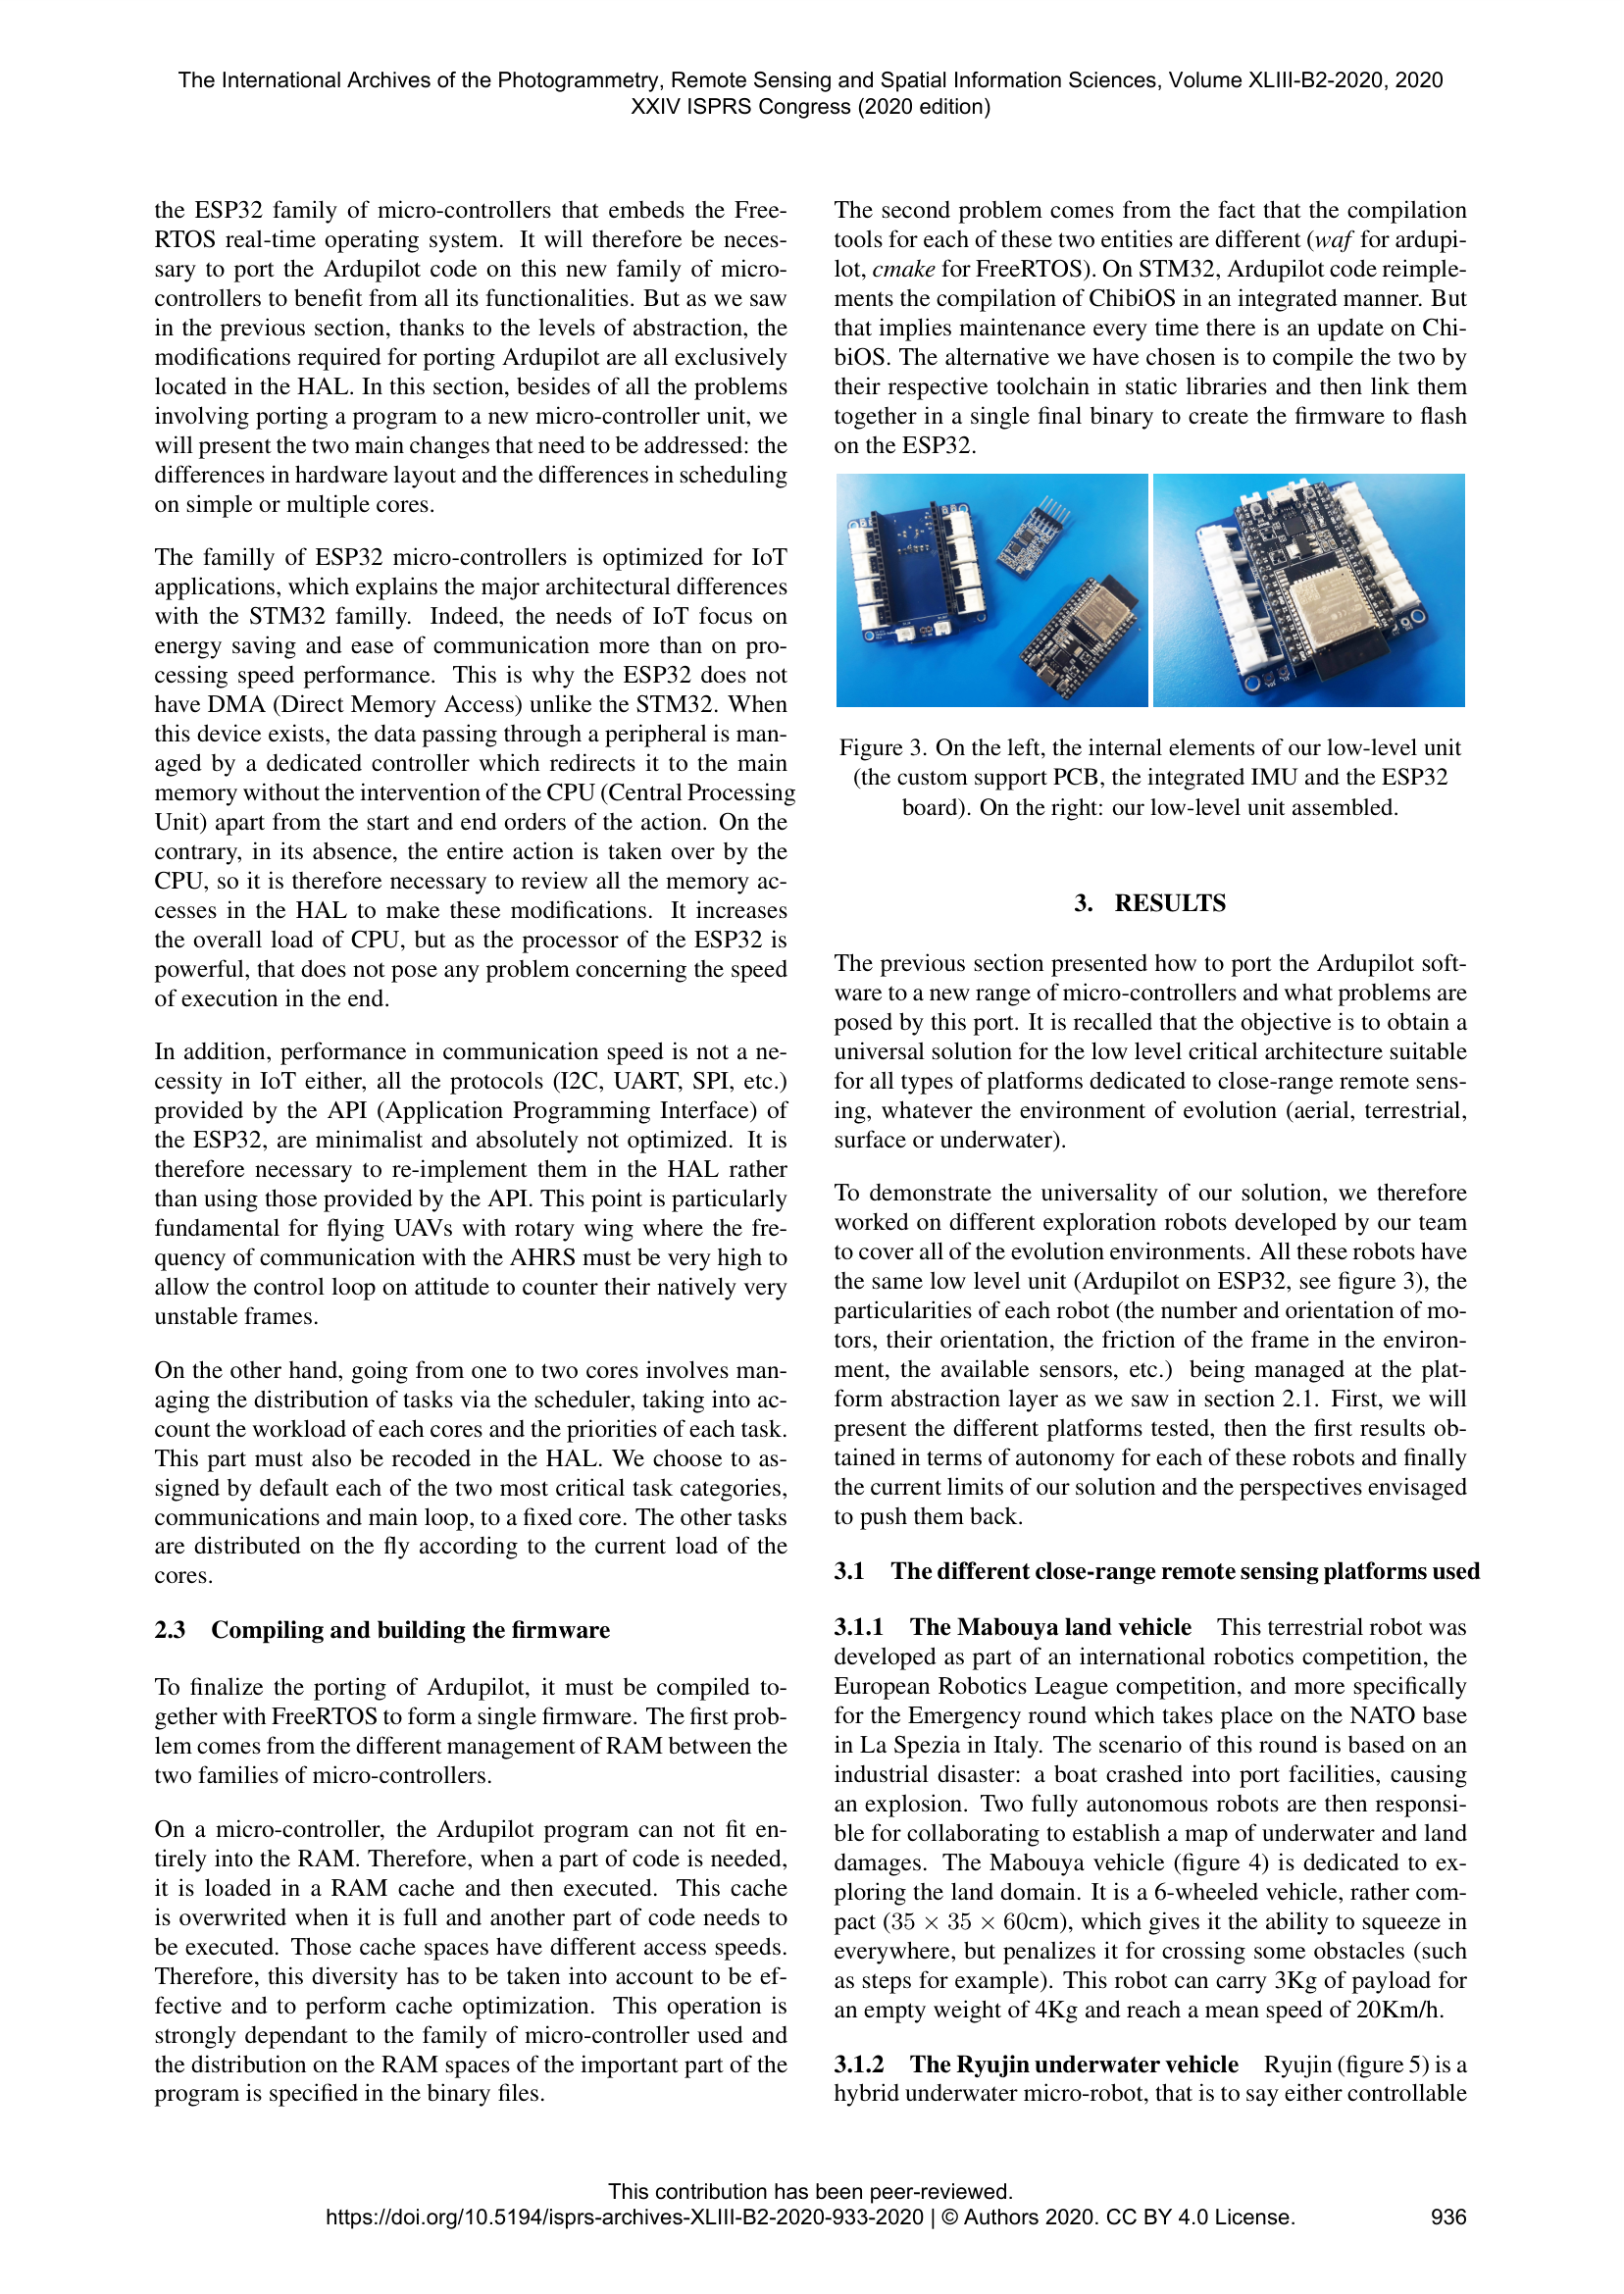 The International Archives of the Photogrammetry, Remote Sensing and Spatial Information Sciences, Volume XLIII-B2-2020, 2020
XXIV ISPRS Congress (2020 edition)
the ESP32 family of micro-controllers that embeds the Free-
RTOS real-time operating system. It will therefore be neces-
sary to port the Ardupilot code on this new family of micro-
controllers to benefit from all its functionalities. But as we saw
in the previous section, thanks to the levels of abstraction, the
modifications required for porting Ardupilot are all exclusively
located in the HAL. In this section, besides of all the problems
involving porting a program to a new micro-controller unit, we
will present the two main changes that need to be addressed: the
differences in hardware layout and the differences in scheduling
on simple or multiple cores.
The familly of ESP32 micro-controllers is optimized for IoT
applications, which explains the major architectural differences
with the STM32 familly. Indeed, the needs of IoT focus on
energy saving and ease of communication more than on pro-
cessing speed performance. This is why the ESP32 does not
have DMA (Direct Memory Access) unlike the STM32. When
this device exists, the data passing through a peripheral is man-
aged by a dedicated controller which redirects it to the main
memory without the intervention of the CPU (Central Processing
Unit) apart from the start and end orders of the action. On the
contrary, in its absence, the entire action is taken over by the
CPU, so it is therefore necessary to review all the memory ac-
cesses in the HAL to make these modifications. It increases
the overall load of CPU, but as the processor of the ESP32 is
powerful, that does not pose any problem concerning the speed
of execution in the end.
In addition, performance in communication speed is not a ne-
cessity in IoT either, all the protocols (I2C, UART, SPI, etc.)
provided by the API (Application Programming Interface) of
the ESP32, are minimalist and absolutely not optimized. It is
therefore necessary to re-implement them in the HAL rather
than using those provided by the API. This point is particularly
fundamental for flying UAVs with rotary wing where the fre-
quency of communication with the AHRS must be very high to
allow the control loop on attitude to counter their natively very
unstable frames.
On the other hand, going from one to two cores involves man-
aging the distribution of tasks via the scheduler, taking into ac-
count the workload of each cores and the priorities of each task.
This part must also be recoded in the HAL. We choose to as-
signed by default each of the two most critical task categories,
communications and main loop, to a fixed core. The other tasks
are distributed on the fly according to the current load of the
cores.
2.3 Compiling and building the firmware
To finalize the porting of Ardupilot, it must be compiled to-
gether with FreeRTOS to form a single firmware. The first prob-
lem comes from the different management of RAM between the
two families of micro-controllers.
On a micro-controller, the Ardupilot program can not fit en-
tirely into the RAM. Therefore, when a part of code is needed,
it is loaded in a RAM cache and then executed. This cache
is overwrited when it is full and another part of code needs to
be executed. Those cache spaces have different access speeds.
Therefore, this diversity has to be taken into account to be ef-
fective and to perform cache optimization. This operation is
strongly dependant to the family of micro-controller used and
the distribution on the RAM spaces of the important part of the
program is specified in the binary files.
The second problem comes from the fact that the compilation
tools for each of these two entities are different (waf for ardupi-
lot, cmake for FreeRTOS). On STM32, Ardupilot code reimple-
ments the compilation of ChibiOS in an integrated manner. But
that implies maintenance every time there is an update on Chi-
biOS. The alternative we have chosen is to compile the two by
their respective toolchain in static libraries and then link them
together in a single final binary to create the firmware to flash
on the ESP32.
Figure 3. On the left, the internal elements of our low-level unit
(the custom support PCB, the integrated IMU and the ESP32
board). On the right: our low-level unit assembled.
3. RESULTS
The previous section presented how to port the Ardupilot soft-
ware to a new range of micro-controllers and what problems are
posed by this port. It is recalled that the objective is to obtain a
universal solution for the low level critical architecture suitable
for all types of platforms dedicated to close-range remote sens-
ing, whatever the environment of evolution (aerial, terrestrial,
surface or underwater).
To demonstrate the universality of our solution, we therefore
worked on different exploration robots developed by our team
to cover all of the evolution environments. All these robots have
the same low level unit (Ardupilot on ESP32, see figure 3), the
particularities of each robot (the number and orientation of mo-
tors, their orientation, the friction of the frame in the environ-
ment, the available sensors, etc.) being managed at the plat-
form abstraction layer as we saw in section 2.1. First, we will
present the different platforms tested, then the first results ob-
tained in terms of autonomy for each of these robots and finally
the current limits of our solution and the perspectives envisaged
to push them back.
3.1 The different close-range remote sensing platforms used
3.1.1 The Mabouya land vehicle This terrestrial robot was
developed as part of an international robotics competition, the
European Robotics League competition, and more specifically
for the Emergency round which takes place on the NATO base
in La Spezia in Italy. The scenario of this round is based on an
industrial disaster: a boat crashed into port facilities, causing
an explosion. Two fully autonomous robots are then responsi-
ble for collaborating to establish a map of underwater and land
damages. The Mabouya vehicle (figure 4) is dedicated to ex-
ploring the land domain. It is a 6-wheeled vehicle, rather com-
pact (35 × 35 × 60cm), which gives it the ability to squeeze in
everywhere, but penalizes it for crossing some obstacles (such
as steps for example). This robot can carry 3Kg of payload for
an empty weight of 4Kg and reach a mean speed of 20Km/h.
3.1.2 The Ryujin underwater vehicle Ryujin (figure 5) is a
hybrid underwater micro-robot, that is to say either controllable
This contribution has been peer-reviewed.
https://doi.org/10.5194/isprs-archives-XLIII-B2-2020-933-2020 | © Authors 2020. CC BY 4.0 License.
936